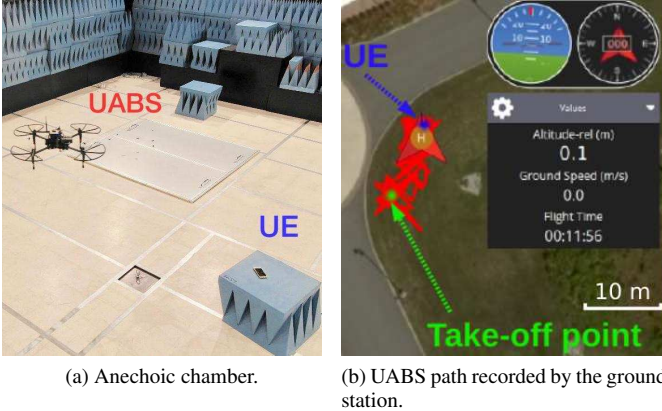 UABS
UE
(a) Anechoic chamber.
UE
N
W
E
S
000
Values
Altitude-rel (m)
0.1
Ground Speed (m/s)
0.0
Flight Time
00:11:56
10 m
Take-off point
(b) UABS path recorded by the ground
station.